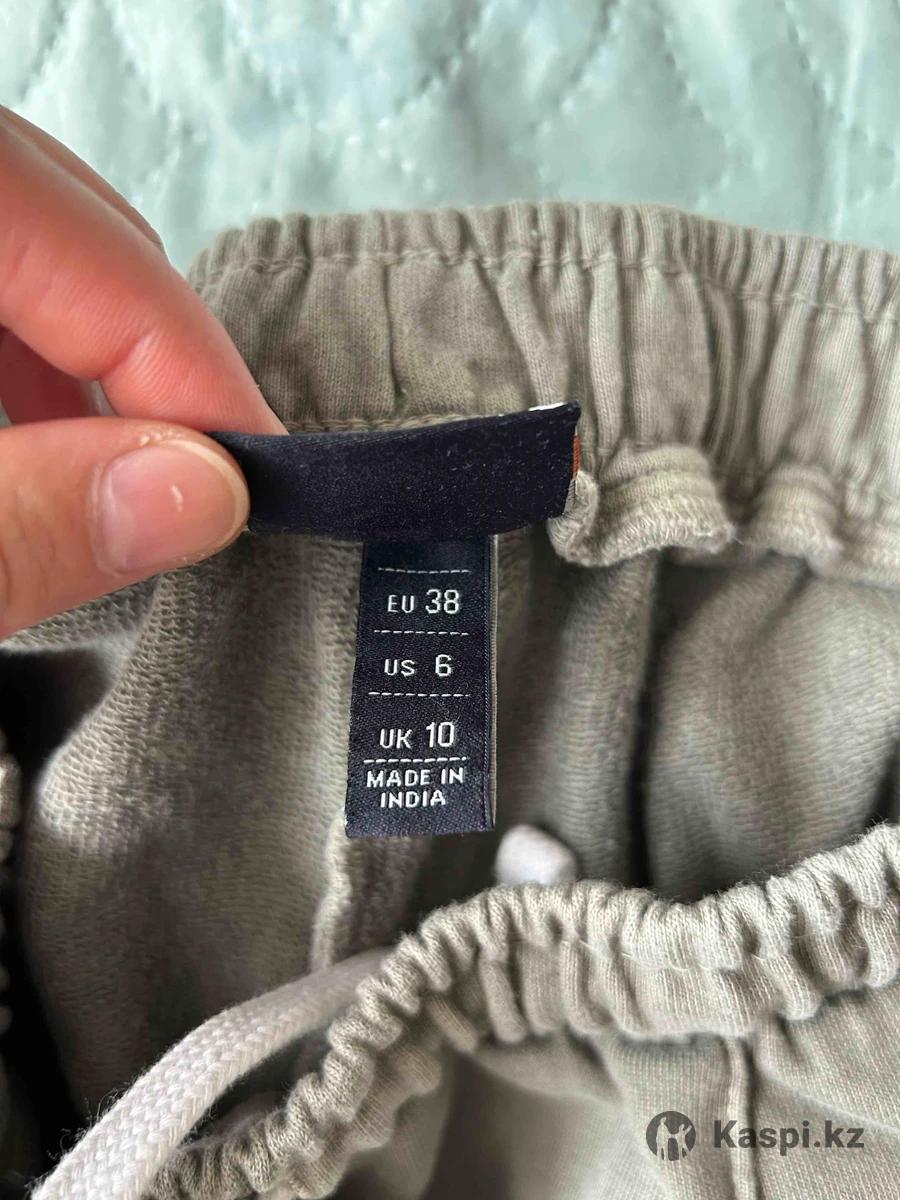 EU 38
US 6
UK 10
MADE IN
INDIA
Kaspi.kz